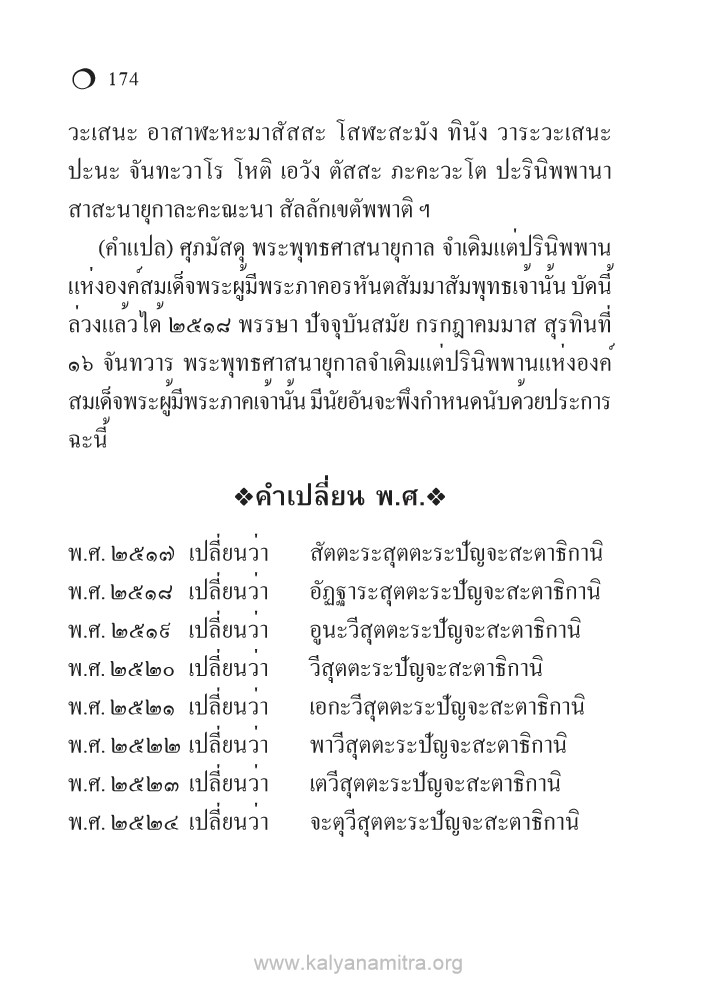 174
วะเสนะ อาสาฬะหะมาสัสสะ โสฬะสะมัง ทินัง วาระวะเสนะ
ปะนะ จันทะวาโร โหติ เอวัง ตัสสะ ภะคะวะโต ปะรินิพพานา
สาสะนายุกาละคะณะนา สัลลักเขตัพพาติ ฯ
(คำแปล) ศุภมัสดุ พระพุทธศาสนายุกาล จำเดิมแต่ปรินิพพาน
แห่งองค์สมเด็จพระผู้มีพระภาคอรหันตสัมมาสัมพุทธเจ้านั้น บัดนี้
ล่วงแล้วได้ ๒๕๑๘ พรรษา ปัจจุบันสมัย กรกฎาคมมาส สุรทินที่
๑๖ จันทวาร พระพุทธศาสนายุกาลจำเดิมแต่ปรินิพพานแห่งองค์
สมเด็จพระผู้มีพระภาคเจ้านั้น มีนัยอันจะพึงกำหนดนับด้วยประการ
ฉะนี้
❖คำเปลี่ยน พ.ศ.❖
พ.ศ. ๒๕๑๗ เปลี่ยนว่า สัตตะระสุตตะระปัญจะสะตาธิกานิ
พ.ศ. ๒๕๑๘ เปลี่ยนว่า อัฏฐาระสุตตะระปัญจะสะตาธิกานิ
พ.ศ. ๒๕๑๙ เปลี่ยนว่า อูนะวีสุตตะระปัญจะสะตาธิกานิ
พ.ศ. ๒๕๒๐ เปลี่ยนว่า วีสุตตะระปัญจะสะตาธิกานิ
พ.ศ. ๒๕๒๑ เปลี่ยนว่า เอกะวีสุตตะระปัญจะสะตาธิกานิ
พ.ศ. ๒๕๒๒ เปลี่ยนว่า พาวีสุตตะระปัญจะสะตาธิกานิ
พ.ศ. ๒๕๒๓ เปลี่ยนว่า เตวีสุตตะระปัญจะสะตาธิกานิ
พ.ศ. ๒๕๒๔ เปลี่ยนว่า จะตุวีสุตตะระปัญจะสะตาธิกานิ
www.kalyanamitra.org